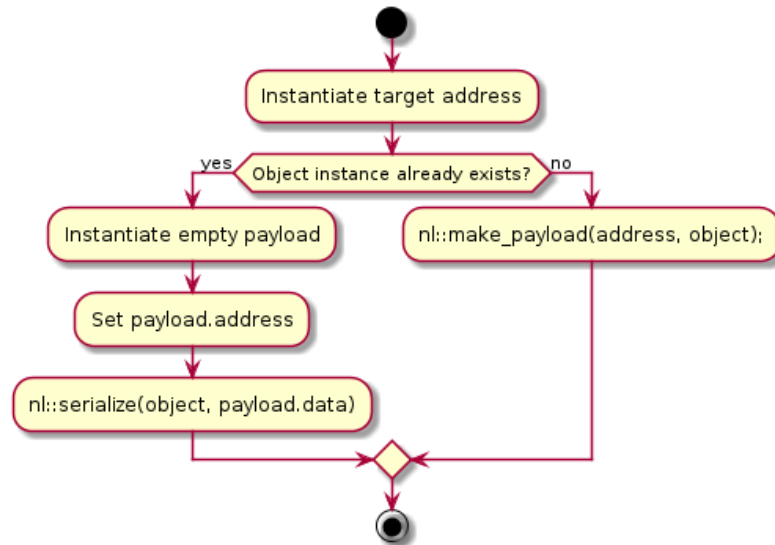 Instantiate target address
yes
Object instance already exists?
no
Instantiate empty payload
nl::make_payload(address, object);
Set payload.address
nl::serialize(object, payload.data)